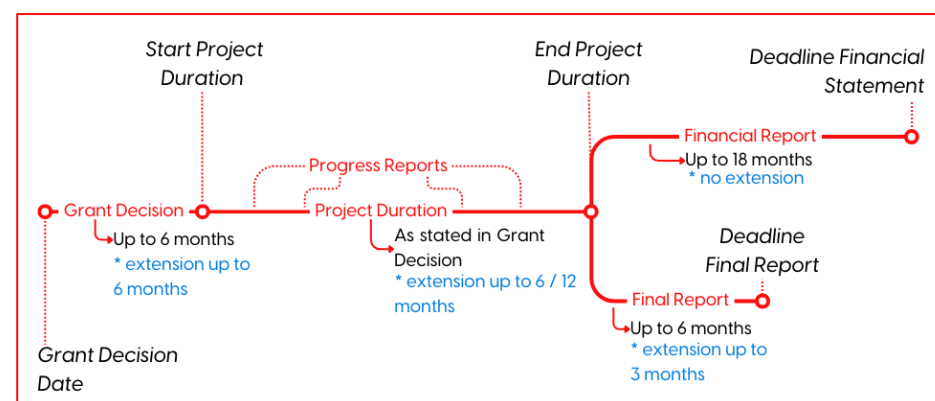 Start Project
Duration
End Project
Duration
Deadline Financial
Statement
Progress Reports
Financial Report
Up to 18 months
* no extension
Grant Decision
Up to 6 months
* extension up to
6 months
Project Duration
As stated in Grant
Decision
* extension up to 6 / 12
months
Deadline
Final Report
Final Report
Up to 6 months
* extension up to
3 months
Grant Decision
Date